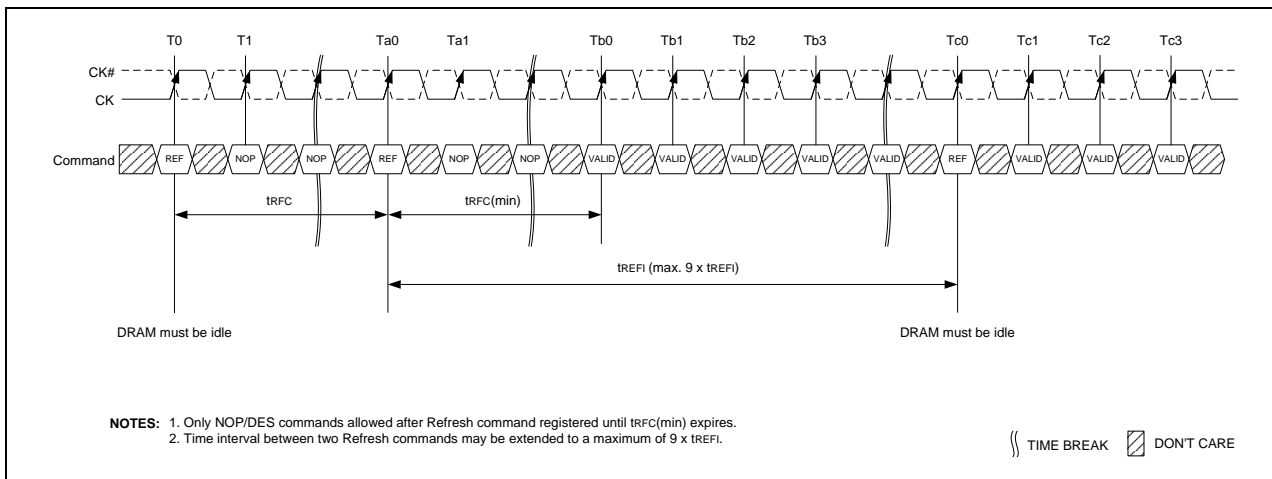 T0 T1 Ta0 Ta1 Tb0 Tb1 Tb2 Tb3 Tc0 Tc1 Tc2 Tc3
CK#
CK
Command REF NOP NOP REF NOP NOP VALID VALID VALID VALID VALID REF VALID VALID VALID
tRFC tRFC(min)
tREFI (max. 9 x tREFI)
DRAM must be idle DRAM must be idle
NOTES: 1. Only NOP/DES commands allowed after Refresh command registered until tRFC(min) expires.
2. Time interval between two Refresh commands may be extended to a maximum of 9 x tREFI.
TIME BREAK DON'T CARE